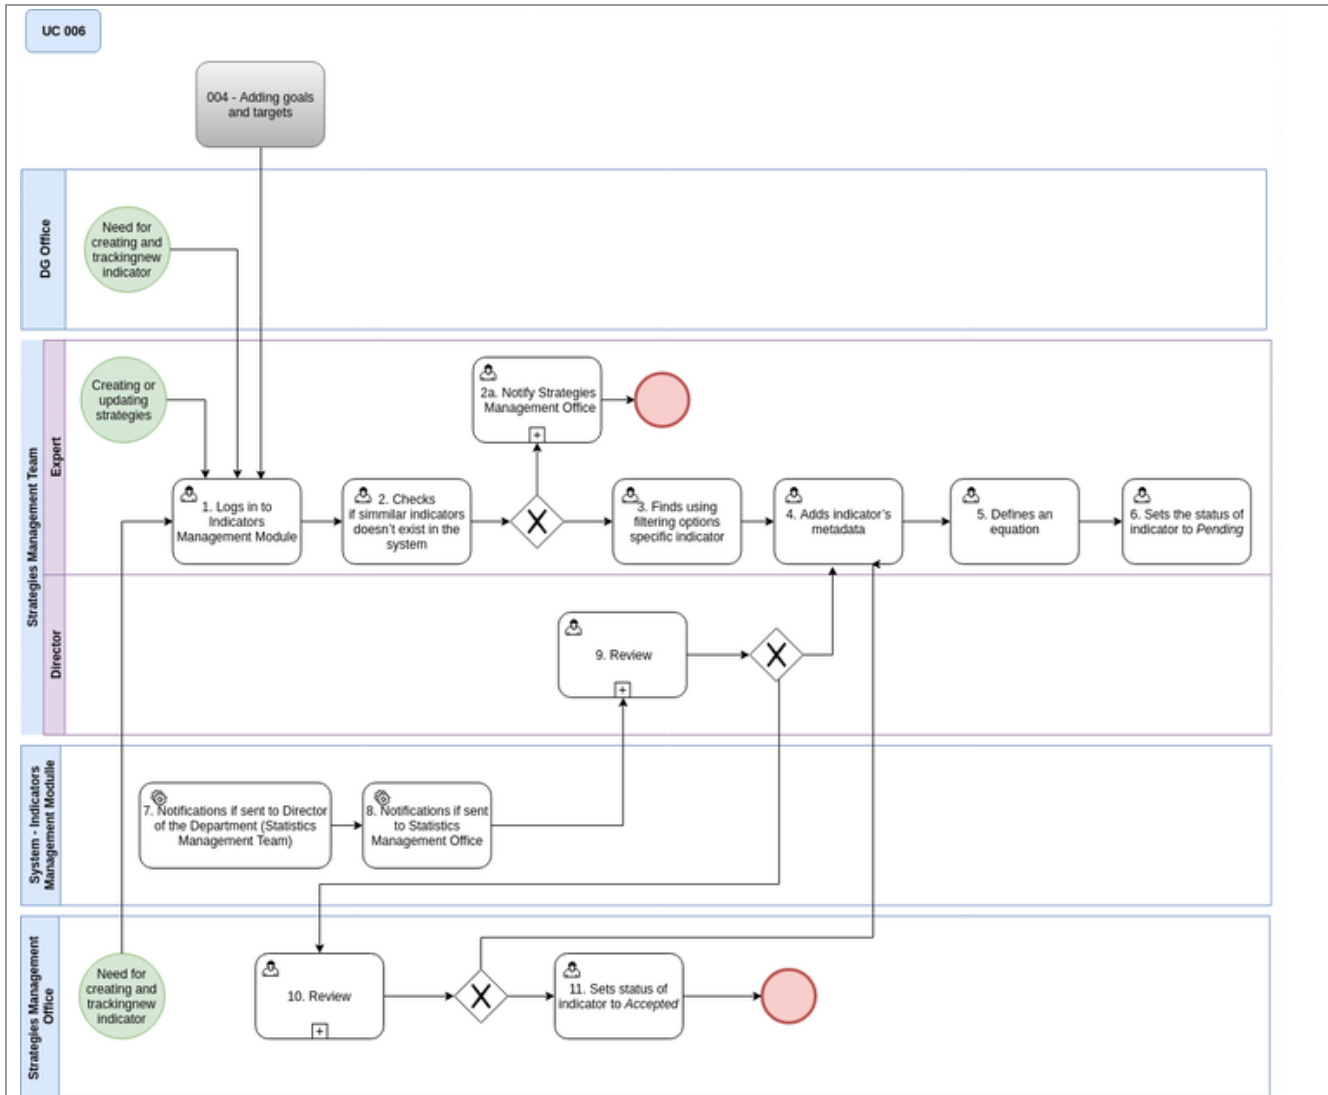 UC 006
004 - Adding goals
and targets
DG Office
Need for
creating and
trackingnew
indicator
Strategies Management Team
Expert
Creating or
updating
strategies
2a. Notify Strategies
Management Office
1. Logs in to
Indicators
Management Module
2. Checks
if simmilar indicators
doesn't exist in the
system
X
3. Finds using
filtering options
specific indicator
4. Adds indicator's
metadata
5. Defines an
equation
6. Sets the status of
indicator to Pending
Director
9. Review
X
System - Indicators
Management Modulle
7. Notifications if sent to Director
of the Department (Statistics
Management Team)
8. Notifications if sent
to Statistics
Management Office
Strategies Management
Office
Need for
creating and
trackingnew
indicator
10. Review
X
11. Sets status of
indicator to Accepted